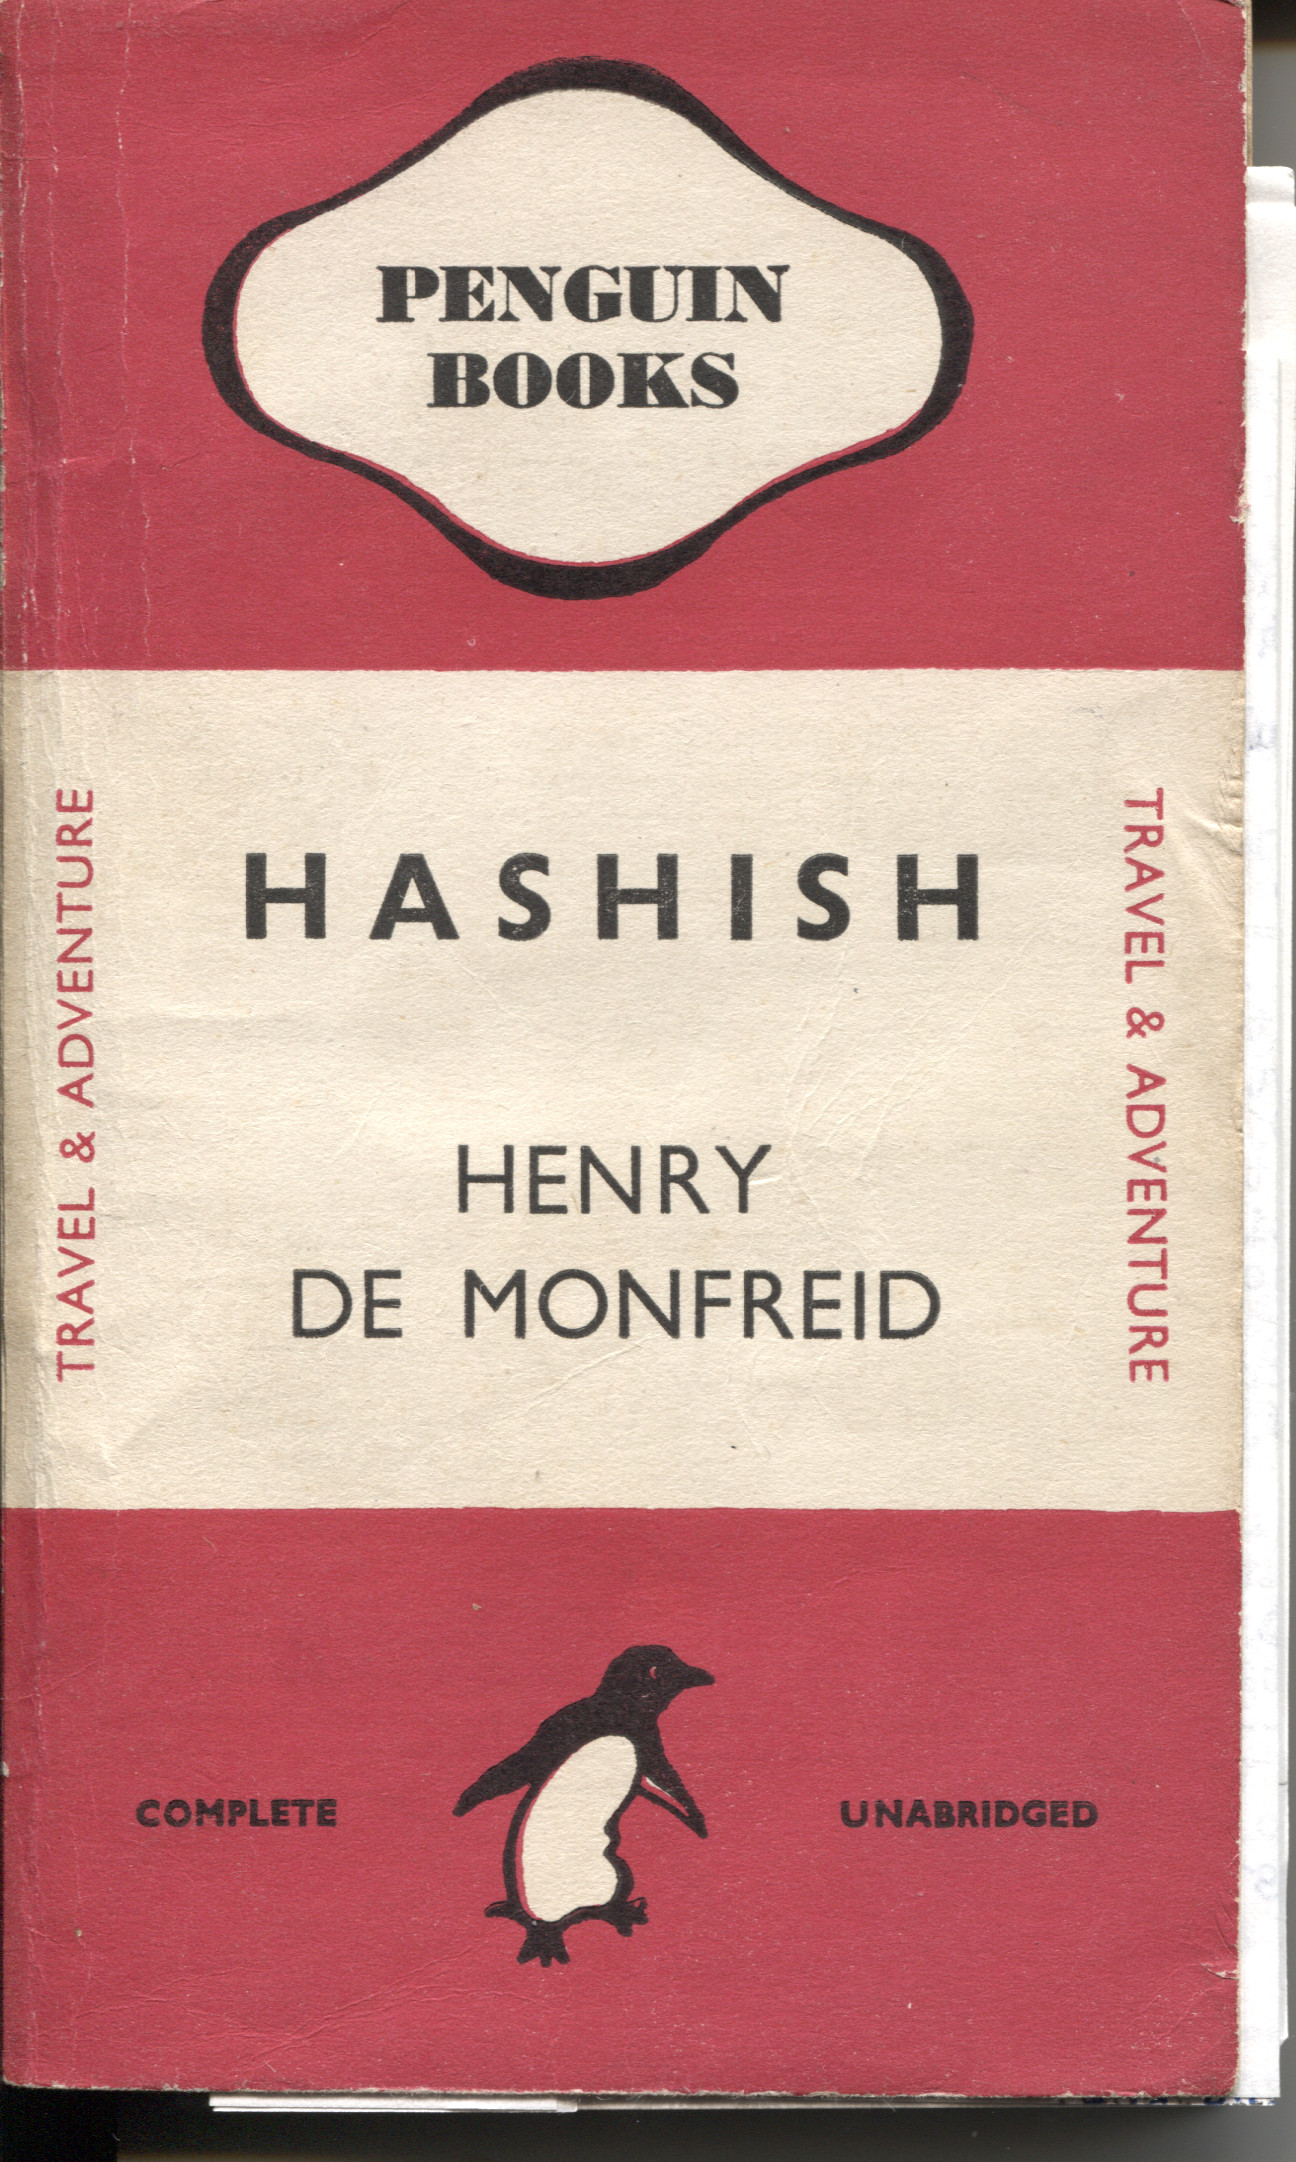 PENGUIN
BOOKS
TRAVEL & ADVENTURE
HASHISH
HENRY
DE MONFREID
TRAVEL & ADVENTURE
COMPLETE
UNABRIDGED